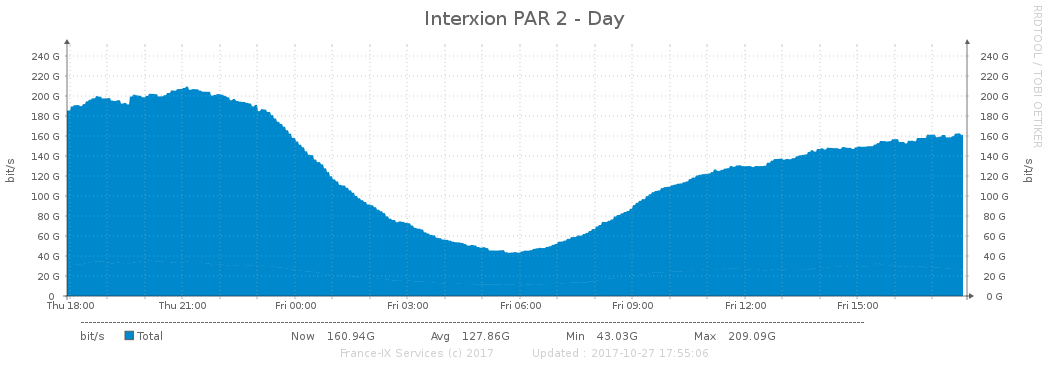 Interxion PAR 2 - Day
RRDTOOL / TOBI OETIKER
bit/s
240 G 240 G
220 G 220 G
200 G 200 G
180 G 180 G
160 G 160 G
140 G 140 G
120 G 120 G
100 G 100 G
80 G 80 G
60 G 60 G
40 G 40 G
20 G 20 G
0 0 G
bit/s
Thu 18:00 Thu 21:00 Fri 00:00 Fri 03:00 Fri 06:00 Fri 09:00 Fri 12:00 Fri 15:00
bit/s Total Now 160.94G Avg 127.86G Min 43.03G Max 209.09G
France-IX Services (c) 2017 Updated : 2017-10-27 17:55:06